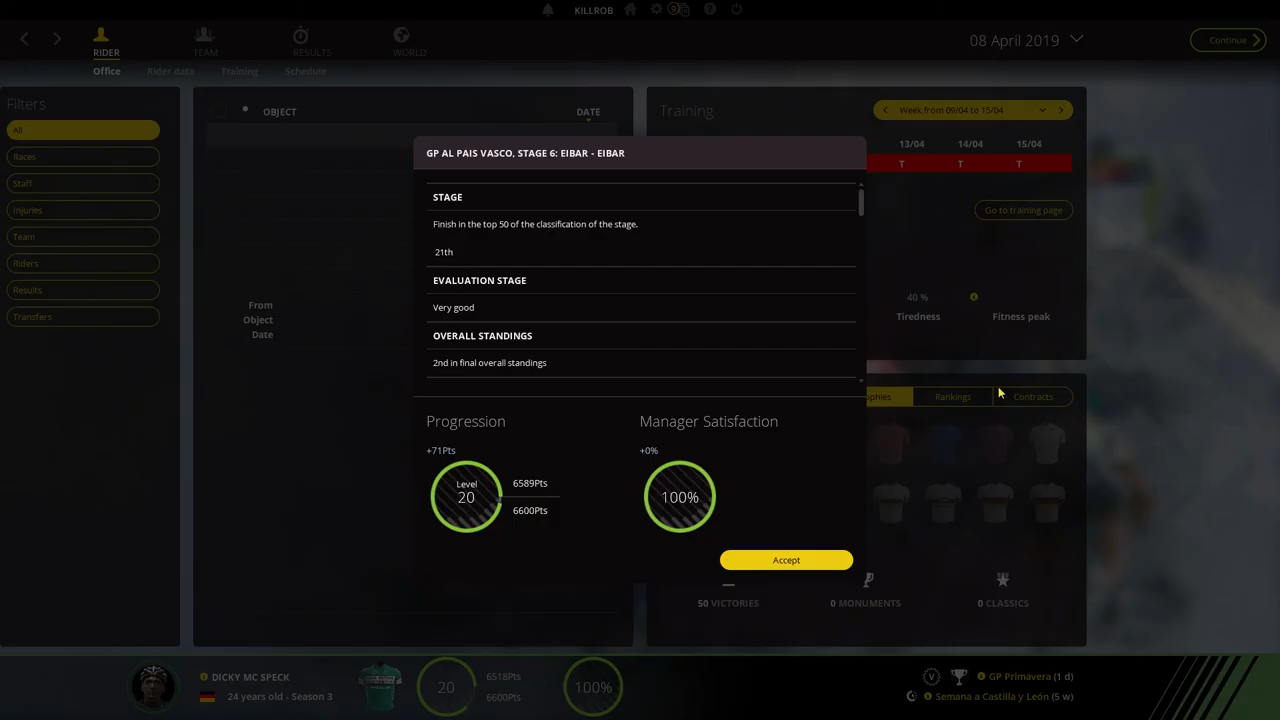 KILLROB
9
RIDER
TEAM
RESULTS
WORLD
08 April 2019
Continue
Office
Rider data
Training
Schedule
Filters
All
Races
Staff
Injuries
Team
Riders
Results
Transfers
OBJECT
DATE
From
Object
Date
Training
Week from 09/04 to 15/04
13/04
14/04
15/04
T
T
T
Go to training page
40 %
Tiredness
Fitness peak
GP AL PAIS VASCO, STAGE 6: EIBAR - EIBAR
STAGE
Finish in the top 50 of the classification of the stage.
21th
EVALUATION STAGE
Very good
OVERALL STANDINGS
2nd in final overall standings
Progression
+71Pts
Level
20
6589Pts
6600Pts
Manager Satisfaction
+0%
100%
Accept
ophies
Rankings
Contracts
50 VICTORIES
0 MONUMENTS
0 CLASSICS
DICKY MC SPECK
24 years old - Season 3
20
6518Pts
6600Pts
100%
V
GP Primavera (1 d)
Semana a Castilla y León (5 w)